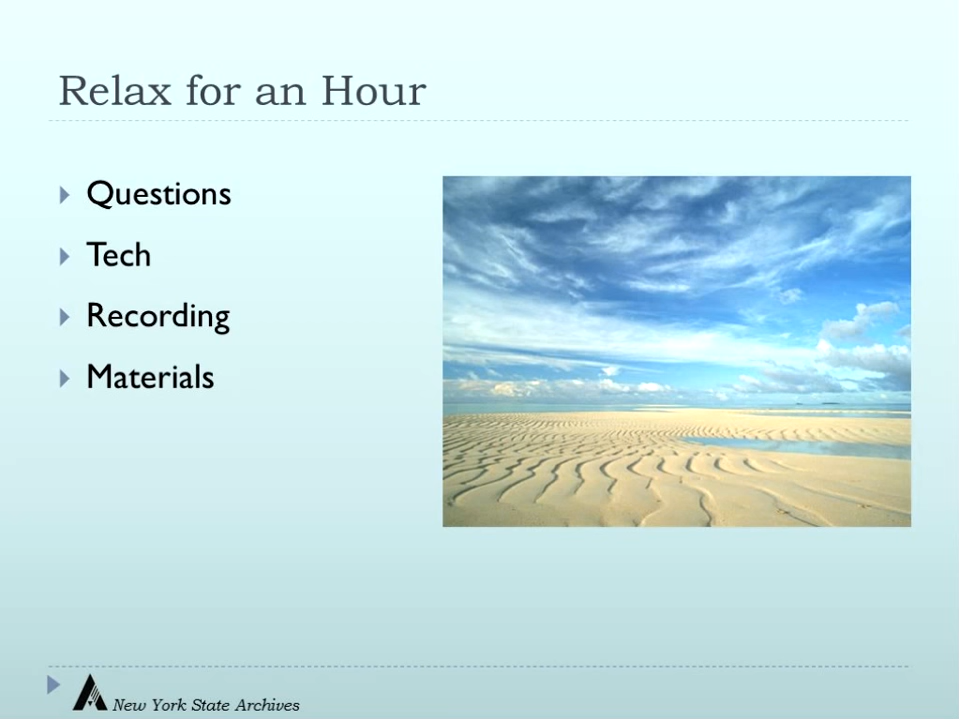 Relax for an Hour
Questions
Tech
Recording
Materials
New York State Archives